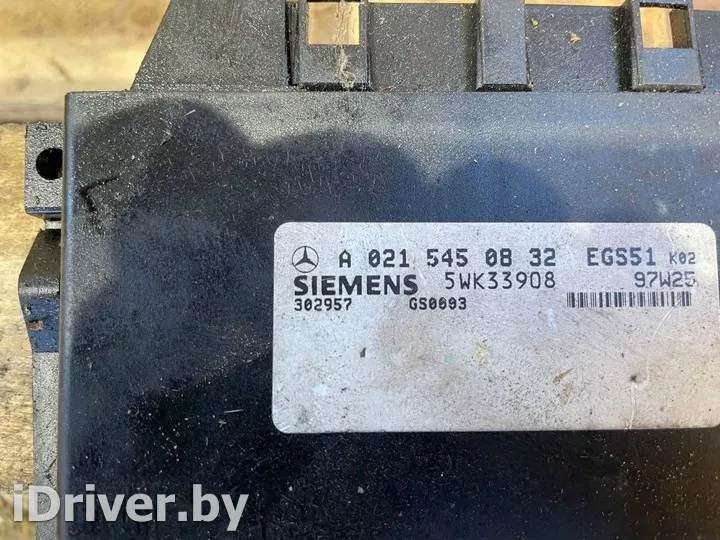 A 021 545 08 32 EGS51 K02
SIEMENS 5WK33908 97W25
302957 GS0003
iDriver.by